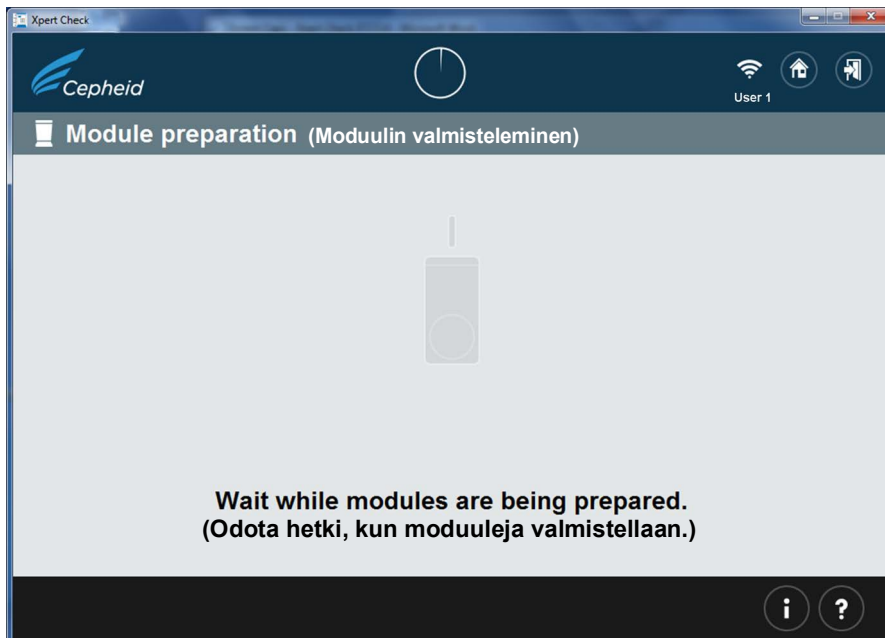 Xpert Check
Cepheid
User 1
Module preparation (Moduulin valmisteleminen)
Wait while modules are being prepared.
(Odota hetki, kun moduuleja valmistellaan.)
i ?